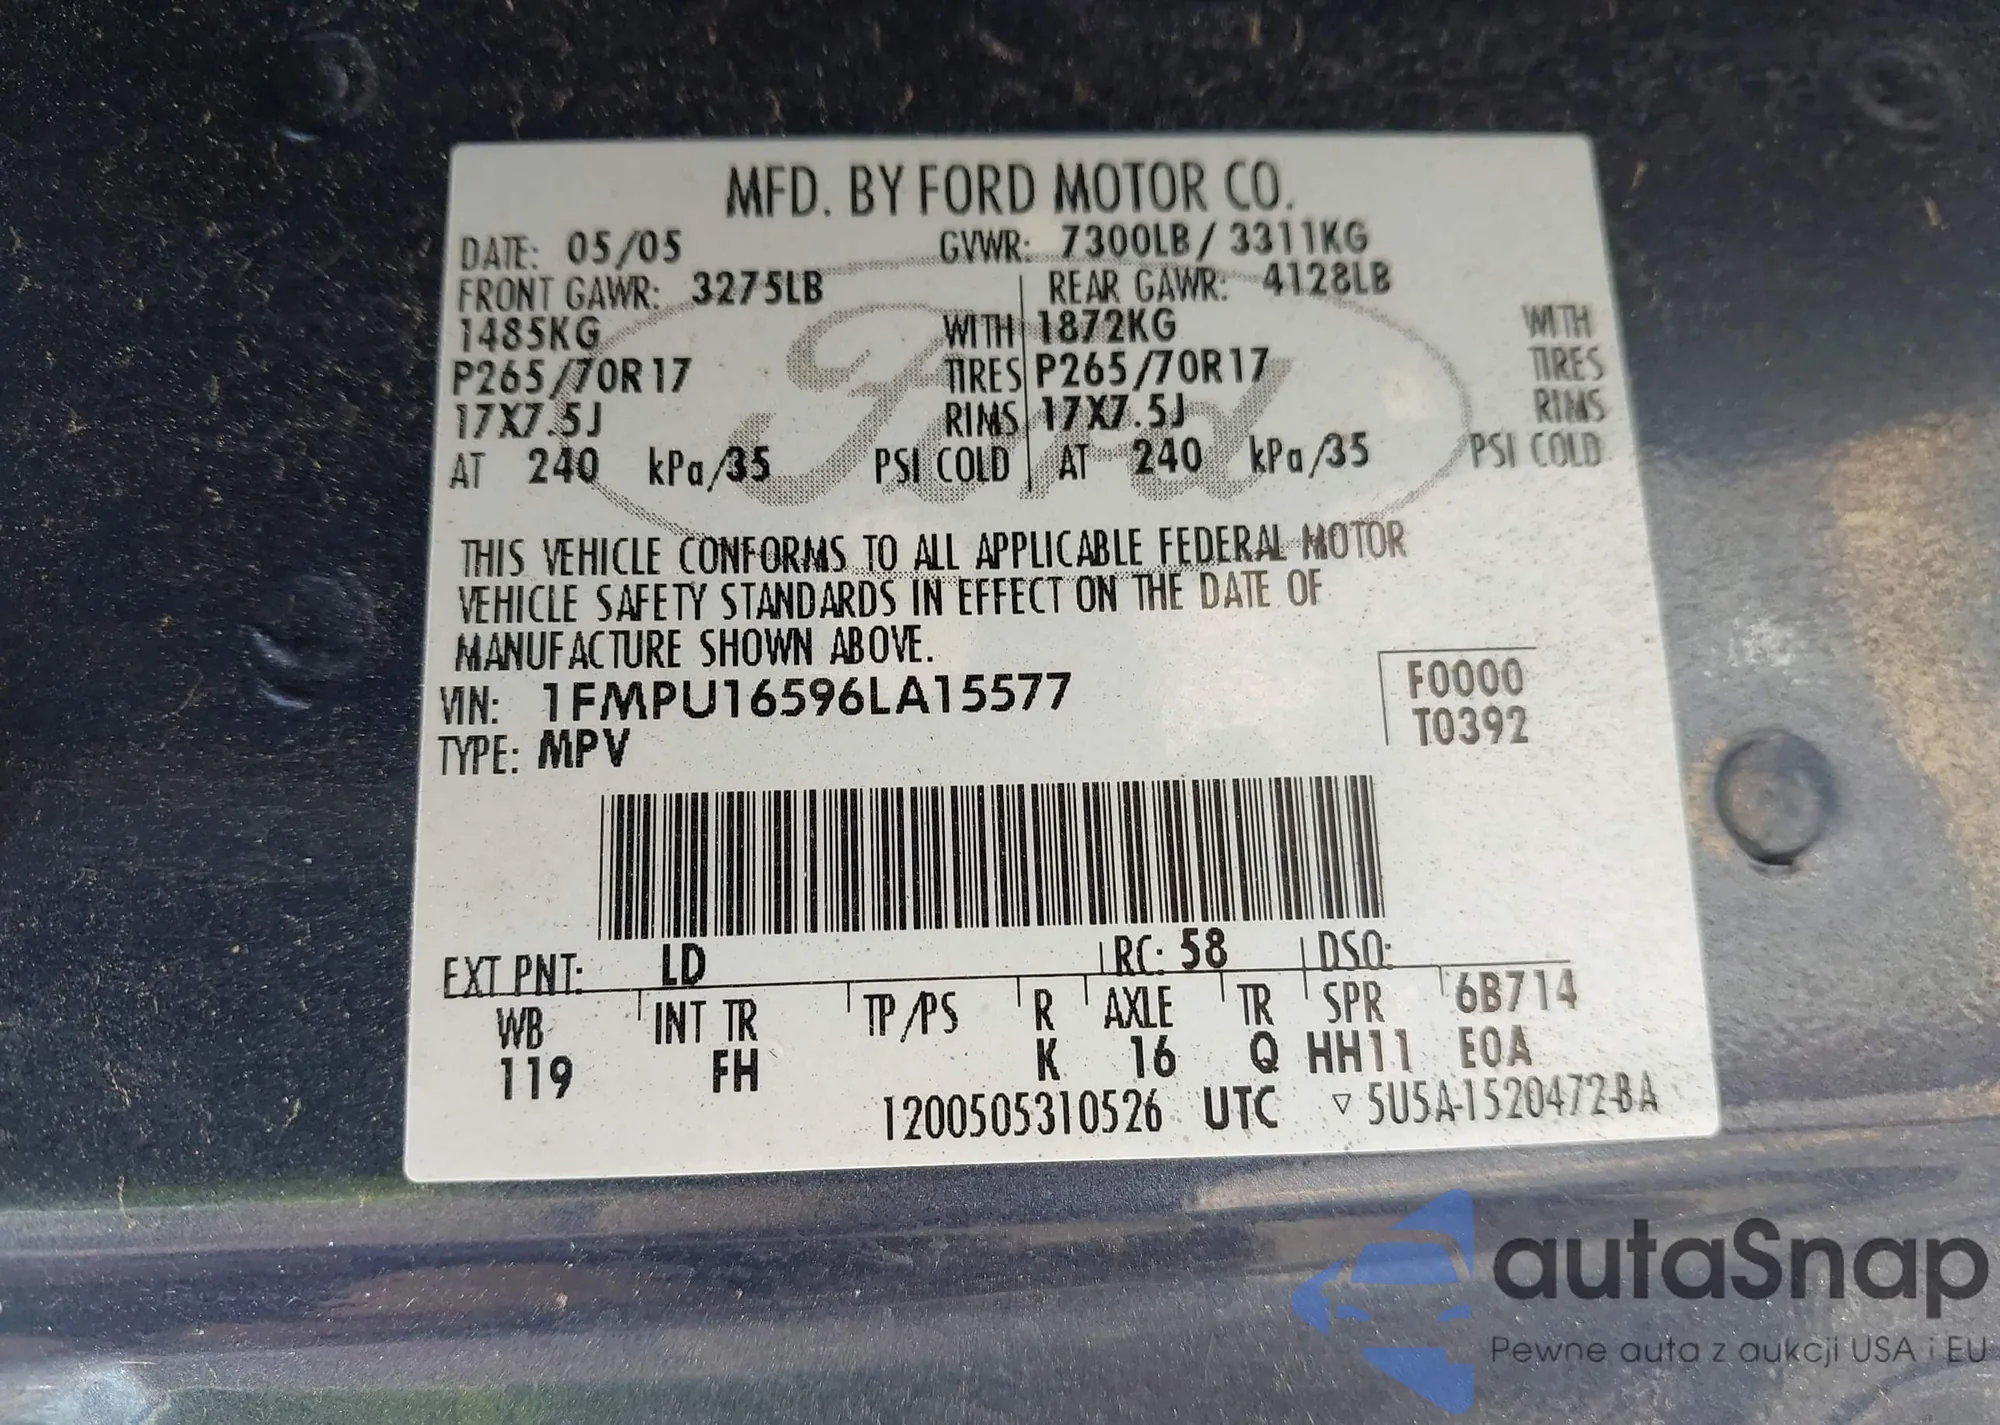 MFD. BY FORD MOTOR CO.
DATE: 05/05 GVWR: 7300LB / 3311KG
FRONT GAWR: 3275LB REAR GAWR: 4128LB
1485KG WITH 1872KG WITH
P265/70R17 TIRES P265/70R17 TIRES
17X7.5J RIMS 17X7.5J RIMS
AT 240 kPa/35 PSI COLD AT 240 kPa/35 PSI COLD
Ford
THIS VEHICLE CONFORMS TO ALL APPLICABLE FEDERAL MOTOR
VEHICLE SAFETY STANDARDS IN EFFECT ON THE DATE OF
MANUFACTURE SHOWN ABOVE.
VIN: 1FMPU16596LA15577
F0000
TYPE: MPV
T0392
EXT PNT: LD RC: 58 DSO:
WB INT TR TP/PS R AXLE TR SPR 6B714
119 FH K 16 Q HH11 E0A
1200505310526 UTC ▽ 5U5A-1520472-BA
autaSnap
Pewne auta z aukcji USA i EU